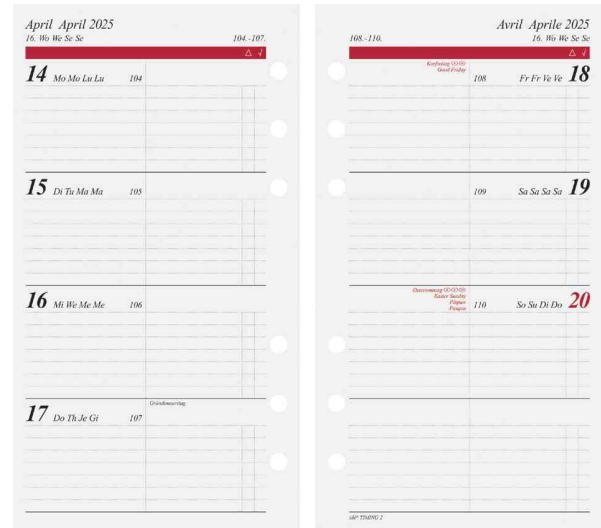 April April 2025
16. Wo We Se Se 104.-107.
△ √
14 Mo Mo Lu Lu 104
15 Di Tu Ma Ma 105
16 Mi We Me Me 106
Gründonnerstag
17 Do Th Je Gi 107
Avril Aprile 2025
108.-110. 16. Wo We Se Se
△ √
Karfreitag
Good Friday
108 Fr Fr Ve Ve 18
109 Sa Sa Sa Sa 19
Ostersonntag
Easter Sunday
Pâques
Pasqua
110 So Su Di Do 20
TIMING 2